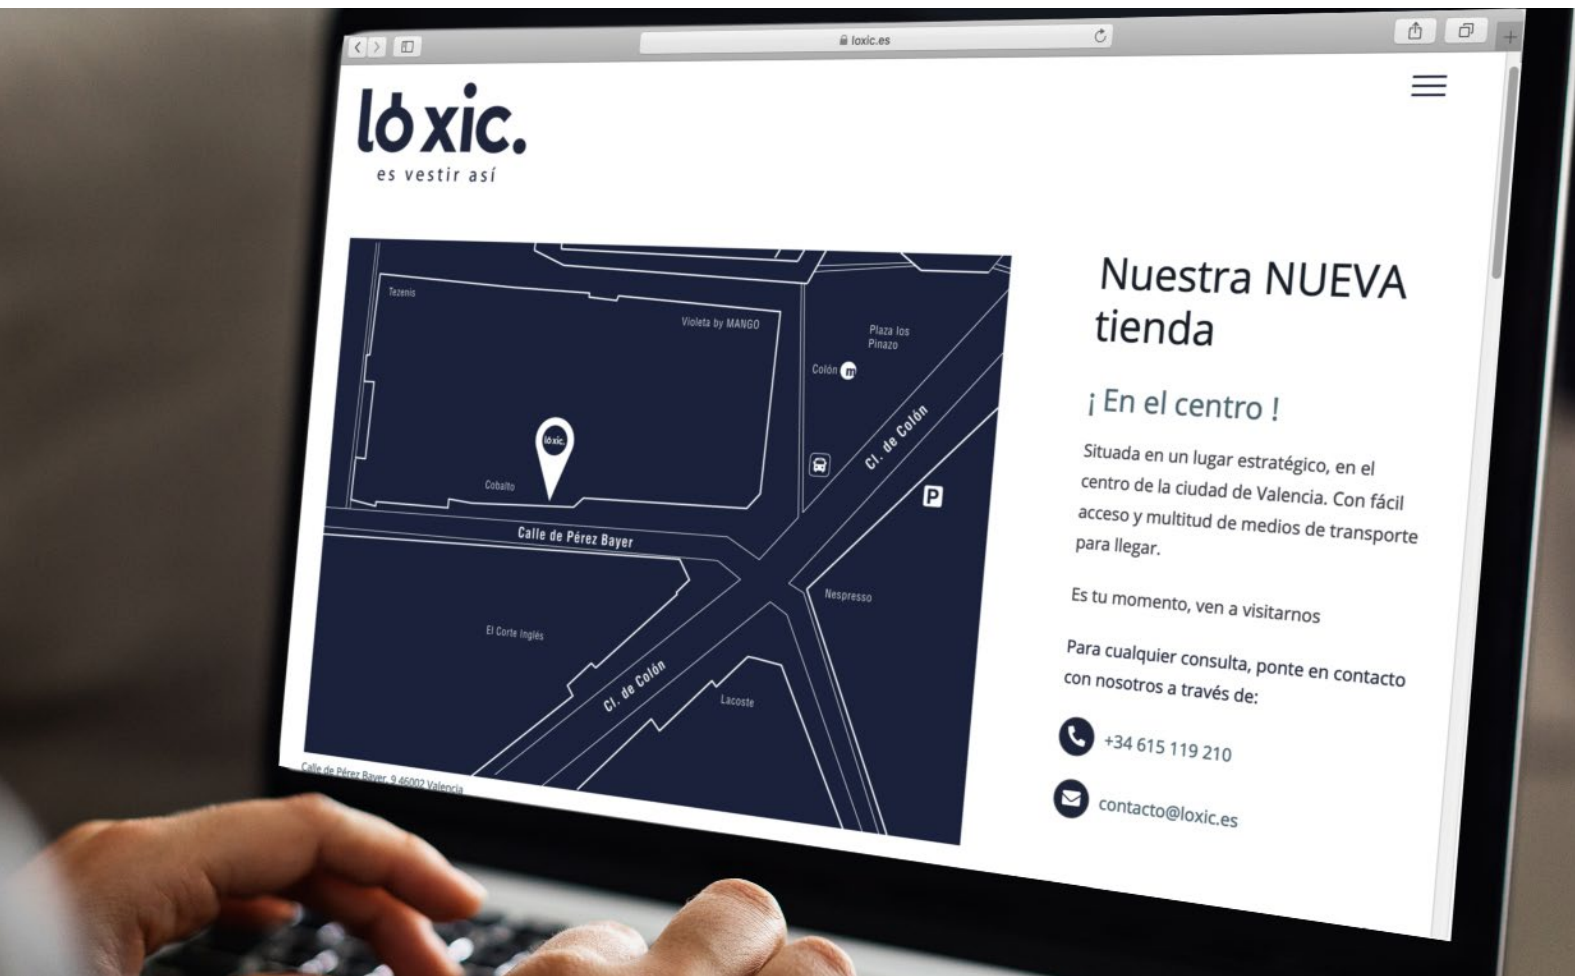 loxic.es
lo xic.
es vestir así
Tezenis
Violeta by MANGO
Plaza los
Pinazo
Colón m
lo xic.
Cl. de Colón
P
Cobalto
Calle de Pérez Bayer
Nespresso
El Corte Inglés
Cl. de Colón
Lacoste
Calle de Pérez Bayer, 9 46002 Valencia
Nuestra NUEVA
tienda
¡ En el centro !
Situada en un lugar estratégico, en el
centro de la ciudad de Valencia. Con fácil
acceso y multitud de medios de transporte
para llegar.
Es tu momento, ven a visitarnos
Para cualquier consulta, ponte en contacto
con nosotros a través de:
+34 615 119 210
contacto@loxic.es